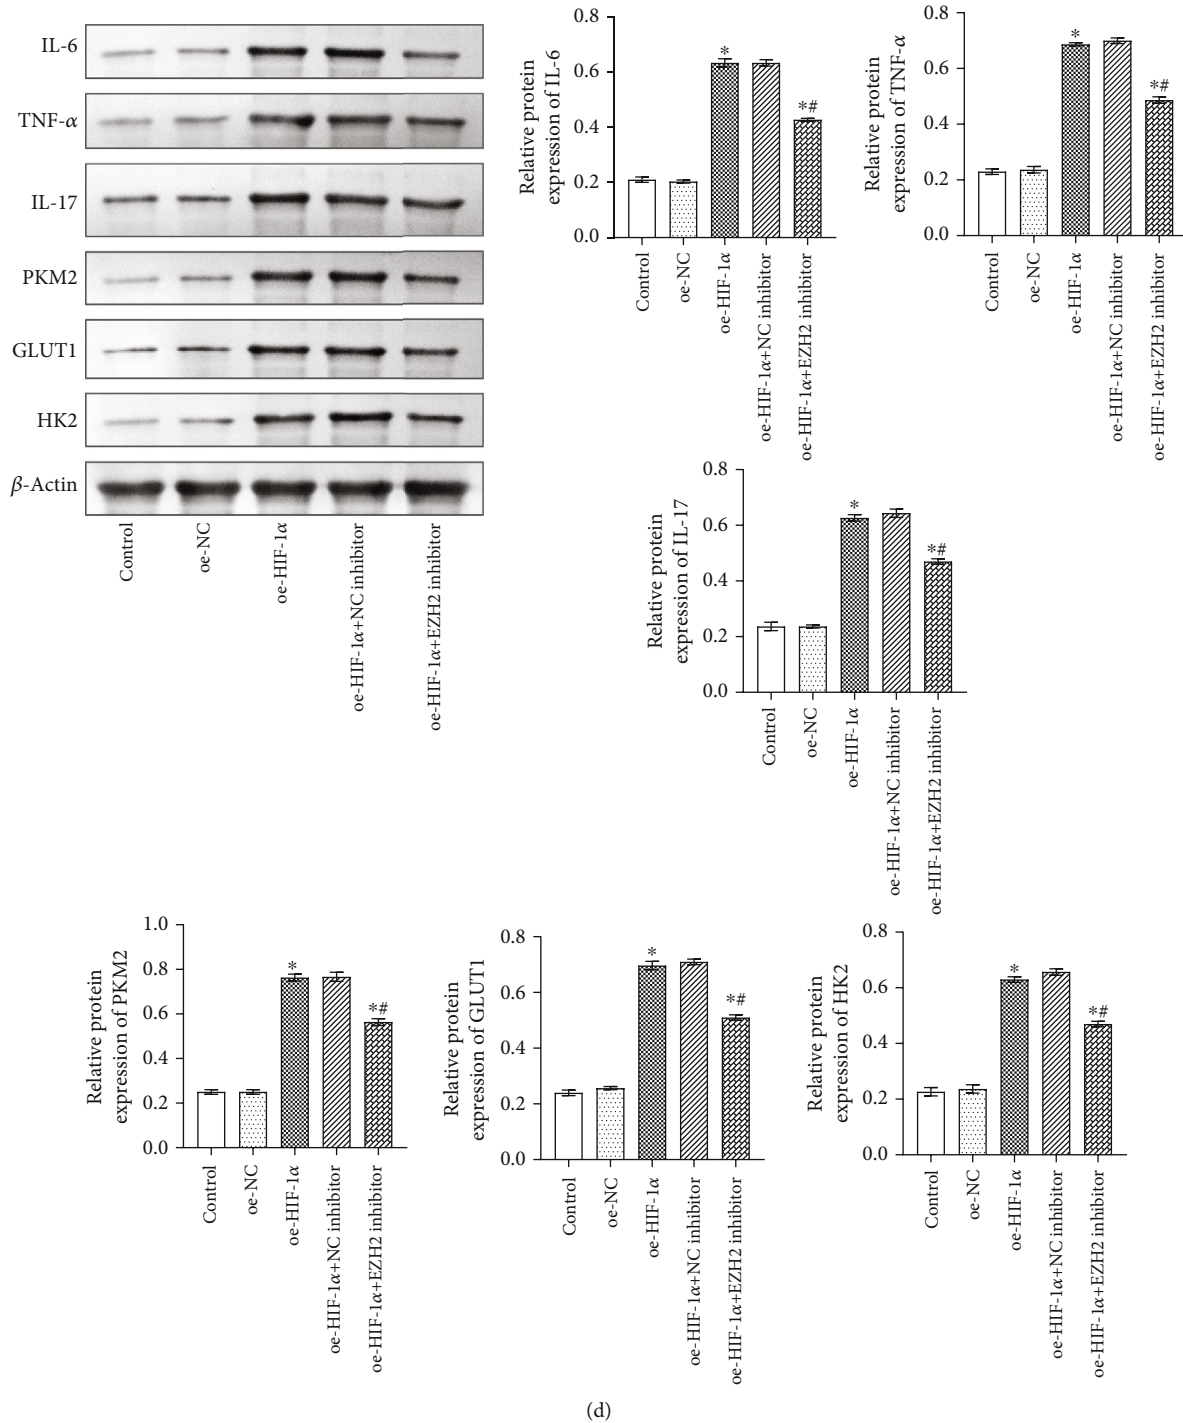 IL-6
TNF-α
IL-17
PKM2
GLUT1
HK2
β-Actin
Control
oe-NC
oe-HIF-1α
oe-HIF-1α+NC inhibitor
oe-HIF-1α+EZH2 inhibitor
Relative protein
expression of IL-6
0.8
0.6
0.4
0.2
0.0
*
*#
Control
oe-NC
oe-HIF-1α
oe-HIF-1α+NC inhibitor
oe-HIF-1α+EZH2 inhibitor
Relative protein
expression of TNF-α
0.8
0.6
0.4
0.2
0.0
*
*#
Control
oe-NC
oe-HIF-1α
oe-HIF-1α+NC inhibitor
oe-HIF-1α+EZH2 inhibitor
Relative protein
expression of IL-17
0.8
0.6
0.4
0.2
0.0
*
*#
Control
oe-NC
oe-HIF-1α
oe-HIF-1α+NC inhibitor
oe-HIF-1α+EZH2 inhibitor
Relative protein
expression of PKM2
1.0
0.8
0.6
0.4
0.2
0.0
*
*#
Control
oe-NC
oe-HIF-1α
oe-HIF-1α+NC inhibitor
oe-HIF-1α+EZH2 inhibitor
Relative protein
expression of GLUT1
0.8
0.6
0.4
0.2
0.0
*
*#
Control
oe-NC
oe-HIF-1α
oe-HIF-1α+NC inhibitor
oe-HIF-1α+EZH2 inhibitor
Relative protein
expression of HK2
0.8
0.6
0.4
0.2
0.0
*
*#
Control
oe-NC
oe-HIF-1α
oe-HIF-1α+NC inhibitor
oe-HIF-1α+EZH2 inhibitor
(d)